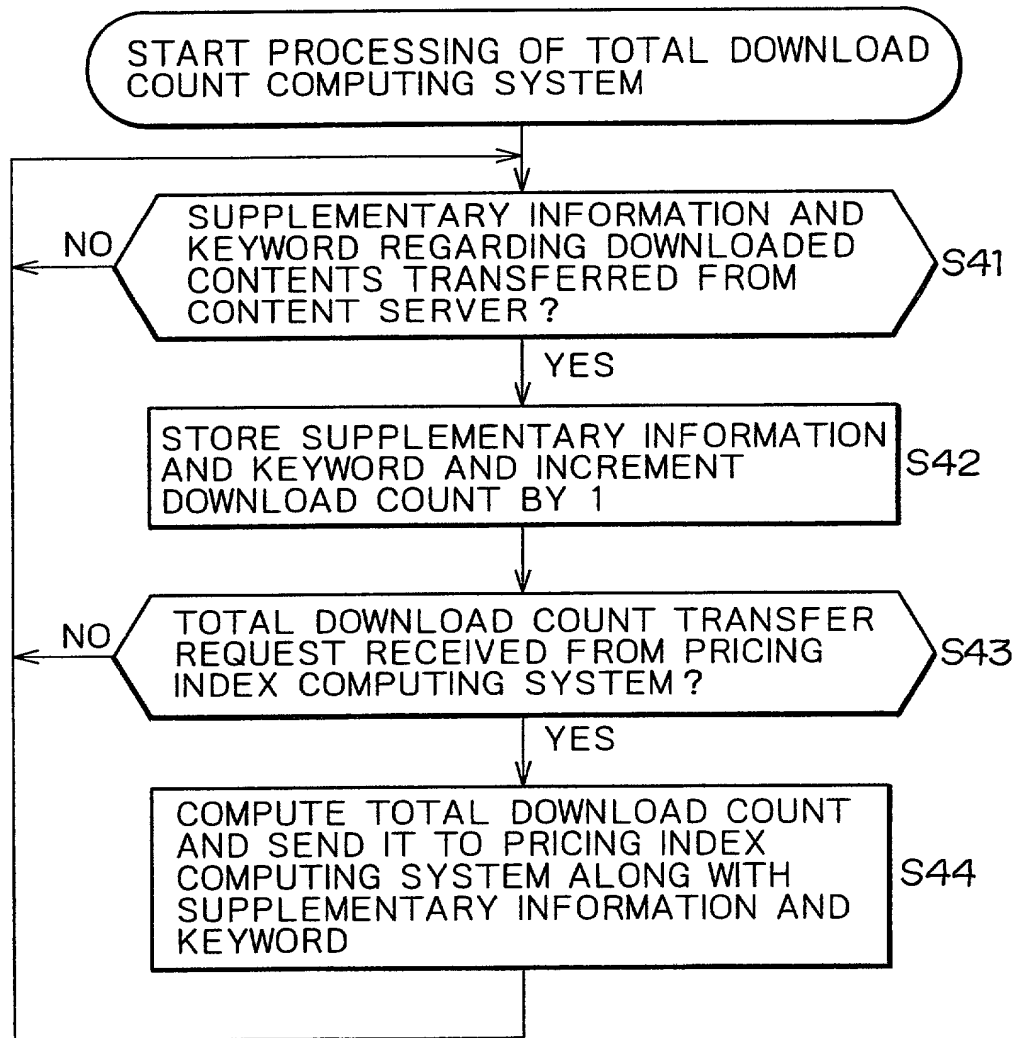 START PROCESSING OF TOTAL DOWNLOAD
COUNT COMPUTING SYSTEM
SUPPLEMENTARY INFORMATION AND
KEYWORD REGARDING DOWNLOADED
CONTENTS TRANSFERRED FROM
CONTENT SERVER?
NO
S41
YES
STORE SUPPLEMENTARY INFORMATION
AND KEYWORD AND INCREMENT
DOWNLOAD COUNT BY 1
S42
TOTAL DOWNLOAD COUNT TRANSFER
REQUEST RECEIVED FROM PRICING
INDEX COMPUTING SYSTEM?
NO
S43
YES
COMPUTE TOTAL DOWNLOAD COUNT
AND SEND IT TO PRICING INDEX
COMPUTING SYSTEM ALONG WITH
SUPPLEMENTARY INFORMATION AND
KEYWORD
S44